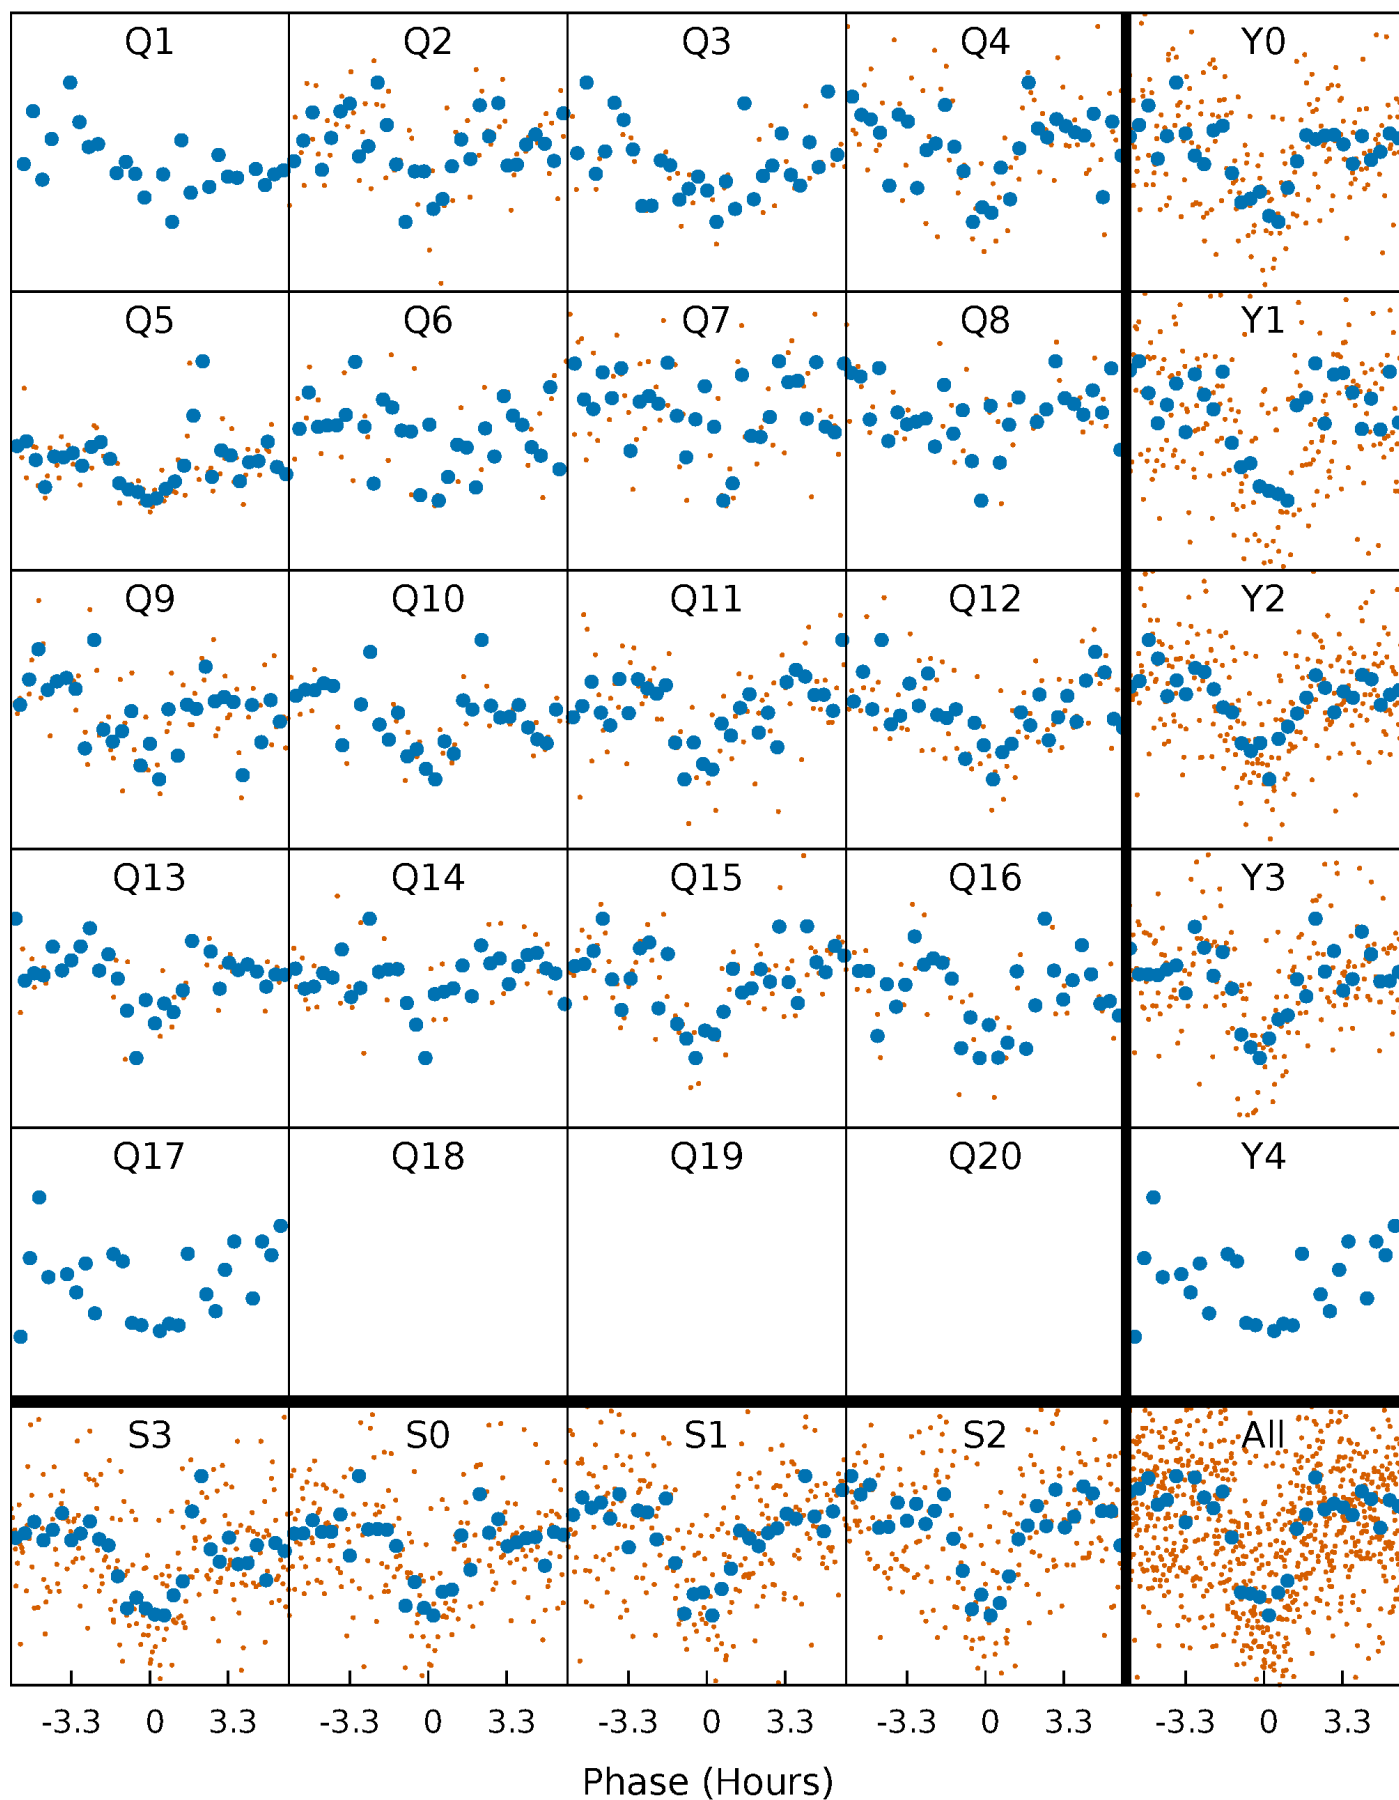 Q1 Q2 Q3 Q4 Y0
Q5 Q6 Q7 Q8 Y1
Q9 Q10 Q11 Q12 Y2
Q13 Q14 Q15 Q16 Y3
Q17 Q18 Q19 Q20 Y4
S3 S0 S1 S2 All
-3.3 0 3.3 -3.3 0 3.3 -3.3 0 3.3 -3.3 0 3.3 -3.3 0 3.3
Phase (Hours)